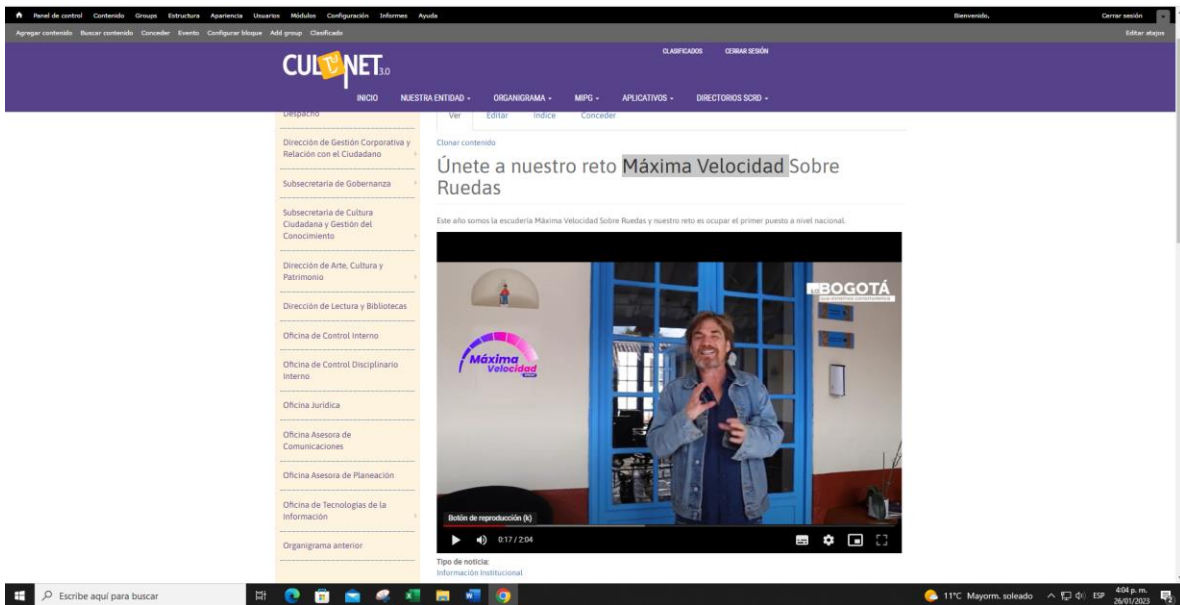 Panel de control Contenido Groups Estructura Apariencia Usuarios Módulos Configuración Informes Ayuda
Bienvenido,
Cerrar sesión
Agregar contenido Buscar contenido Conceder Evento Configurar bloque Add group Clasificado
Editar atajos
CULTUNET 3.0
CLASIFICADOS CERRAR SESIÓN
INICIO NUESTRA ENTIDAD ORGANIGRAMA MIPG APLICATIVOS DIRECTORIOS SCRD
Despacho
Dirección de Gestión Corporativa y
Relación con el Ciudadano
Subsecretaria de Gobernanza
Subsecretaria de Cultura
Ciudadana y Gestión del
Conocimiento
Dirección de Arte, Cultura y
Patrimonio
Dirección de Lectura y Bibliotecas
Oficina de Control Interno
Oficina de Control Disciplinario
Interno
Oficina Jurídica
Oficina Asesora de
Comunicaciones
Oficina Asesora de Planeación
Oficina de Tecnologías de la
Información
Organigrama anterior
Ver Editar Índice Conceder
Clonar contenido
Únete a nuestro reto Máxima Velocidad Sobre
Ruedas
Este año somos la escudería Máxima Velocidad Sobre Ruedas y nuestro reto es ocupar el primer puesto a nivel nacional.
BOGOTÁ
Máxima
Velocidad
Botón de reproducción (k)
0:17 / 2:04
Tipo de noticia:
Información Institucional
Escribe aquí para buscar
11°C Mayorm. soleado
ESP
4:04 p. m.
26/01/2023